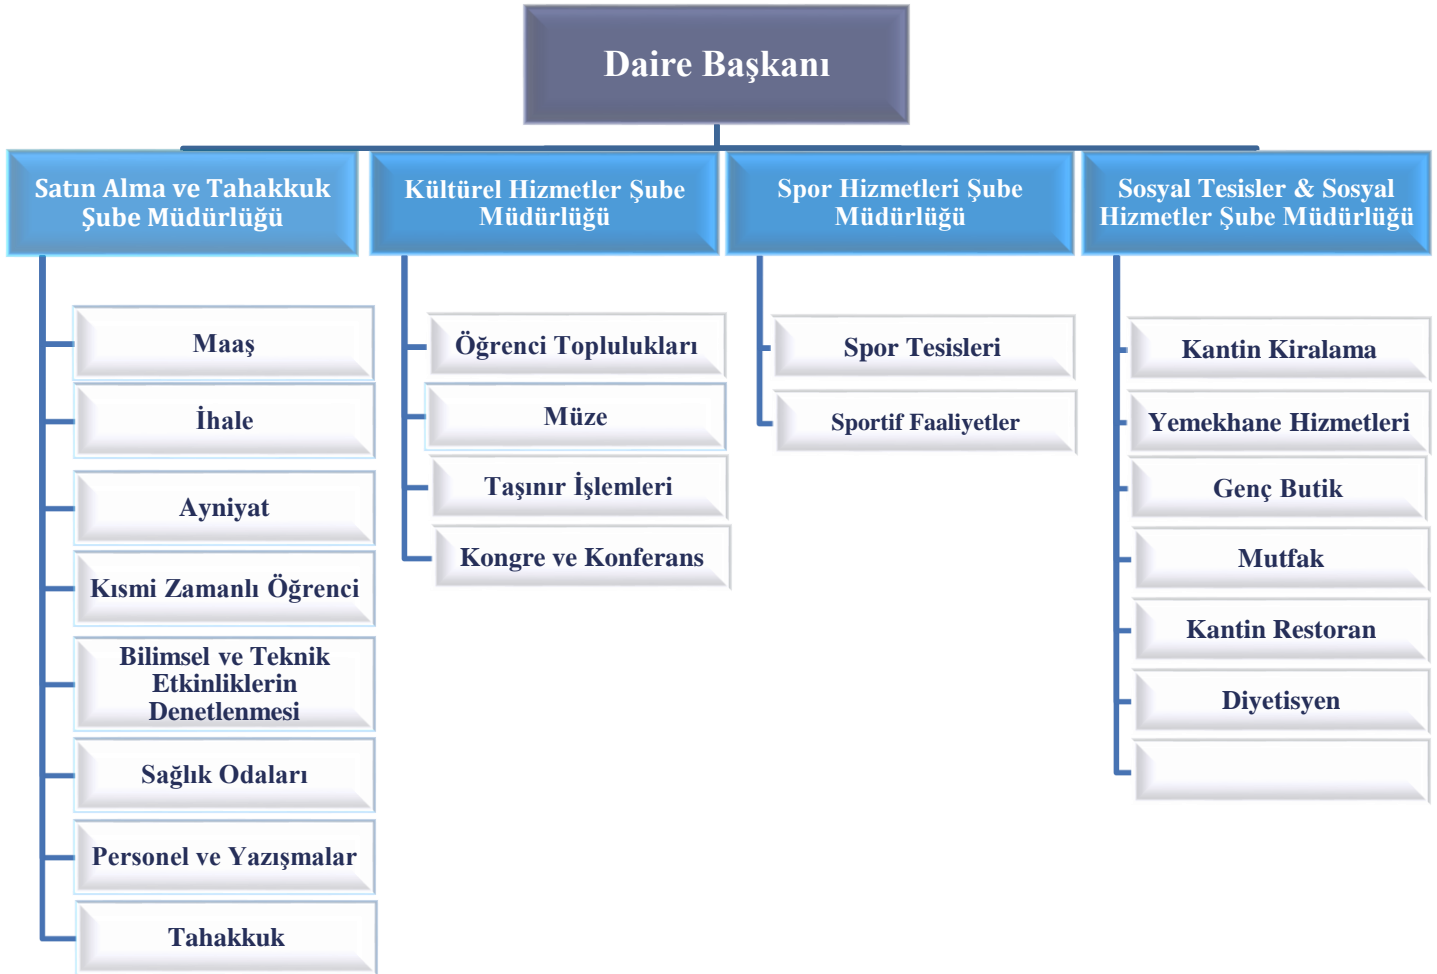 Daire Başkanı
Satın Alma ve Tahakkuk
Şube Müdürlüğü
Maaş
İhale
Ayniyat
Kısmi Zamanlı Öğrenci
Bilimsel ve Teknik
Etkinliklerin
Denetlenmesi
Sağlık Odaları
Personel ve Yazışmalar
Tahakkuk
Kültürel Hizmetler Şube
Müdürlüğü
Öğrenci Toplulukları
Müze
Taşınır İşlemleri
Kongre ve Konferans
Spor Hizmetleri Şube
Müdürlüğü
Spor Tesisleri
Sportif Faaliyetler
Sosyal Tesisler & Sosyal
Hizmetler Şube Müdürlüğü
Kantin Kiralama
Yemekhane Hizmetleri
Genç Butik
Mutfak
Kantin Restoran
Diyetisyen